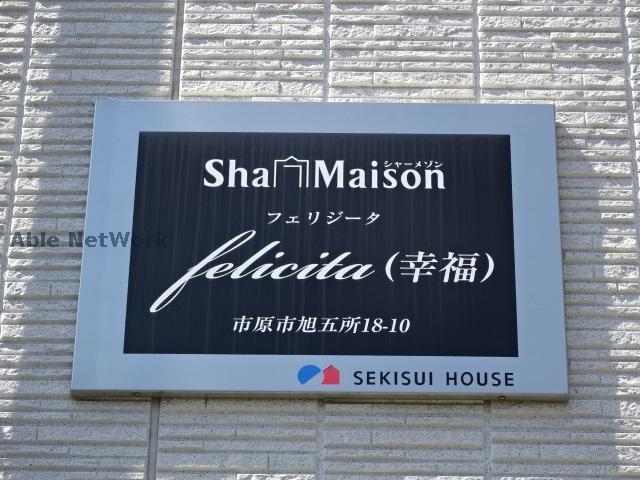 シャーメゾン
Sha Maison
フェリジータ
felicita (幸福)
市原市旭五所18-10
SEKISUI HOUSE
Able NetWork